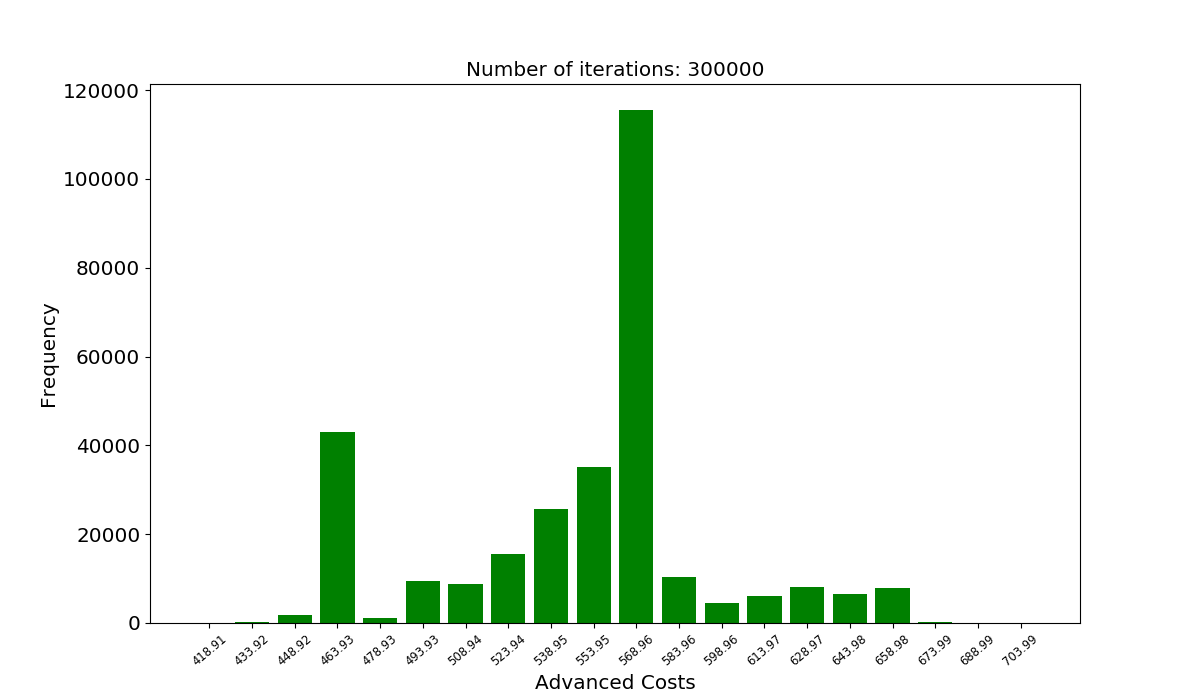 Number of iterations: 300000
120000
100000
80000
60000
40000
20000
0
Frequency
418.91 433.92 448.92 463.93 478.93 493.93 508.94 523.94 538.95 553.95 568.96 583.96 598.96 613.97 628.97 643.98 658.98 673.99 688.99 703.99
Advanced Costs